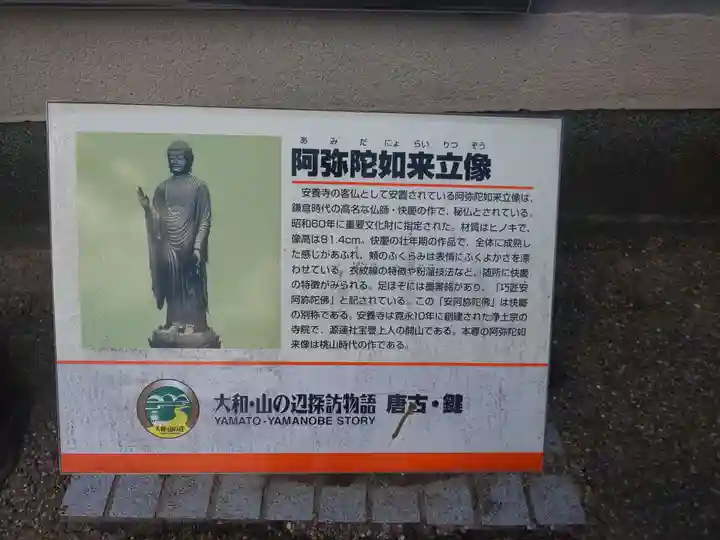 あみだにょらいりつぞう
阿弥陀如来立像
安養寺の客仏として安置されている阿弥陀如来立像は、
鎌倉時代の高名な仏師・快慶の作で、秘仏とされている。
昭和60年に重要文化財に指定された。材質はヒノキで、
像高は81.4cm。快慶の壮年期の作品で、全体に成熟し
た感じがあふれ、頬のふくらみは表情にふくよかさを漂
わせている。衣紋線の特徴や粉溜技法など、随所に快慶
の特徴がみられる。足ほぞには墨書銘があり、「巧匠安
阿弥陀佛」と記されている。この「安阿弥陀佛」は快慶
の別称である。安養寺は寛永10年に創建された浄土宗の
寺院で、源蓮社宝誉上人の開山である。本尊の阿弥陀如
来像は桃山時代の作である。
大和・山の辺探訪物語 唐古・鍵
YAMATO-YAMANOBE STORY
大和・山の辺